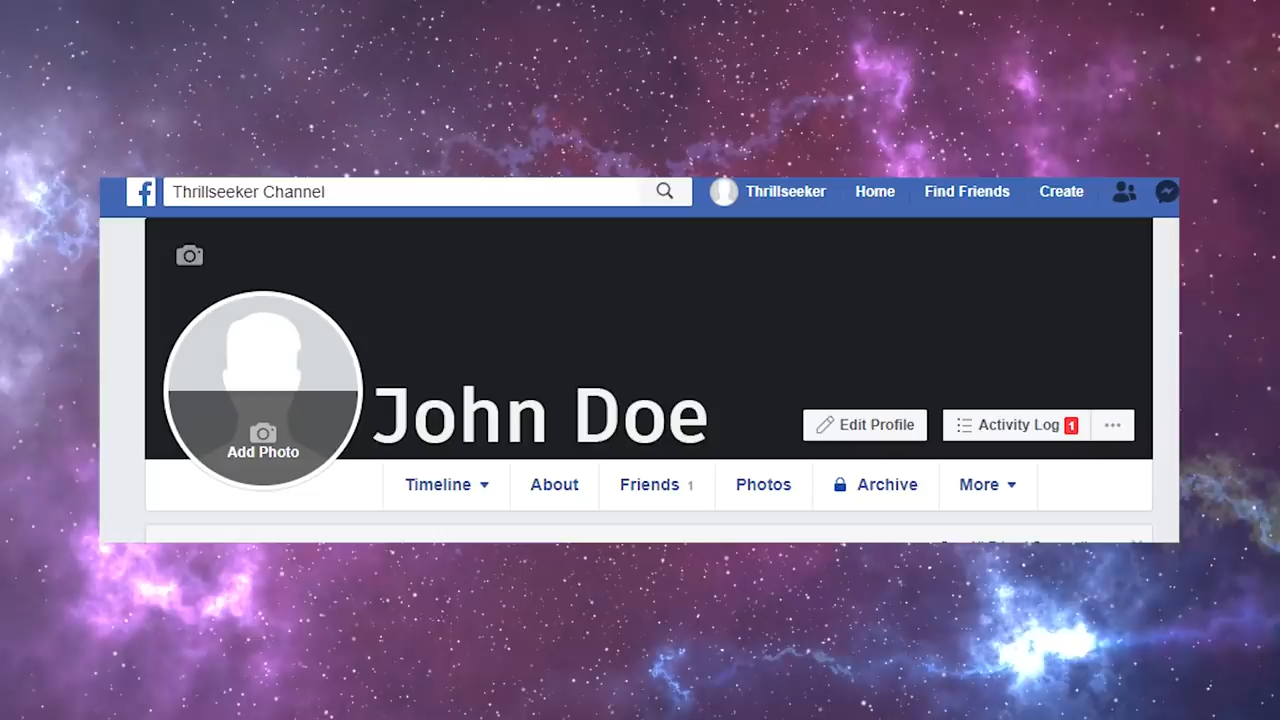 f Thrillseeker Channel Thrillseeker Home Find Friends Create
John Doe
Add Photo
Edit Profile Activity Log 1
Timeline About Friends 1 Photos Archive More